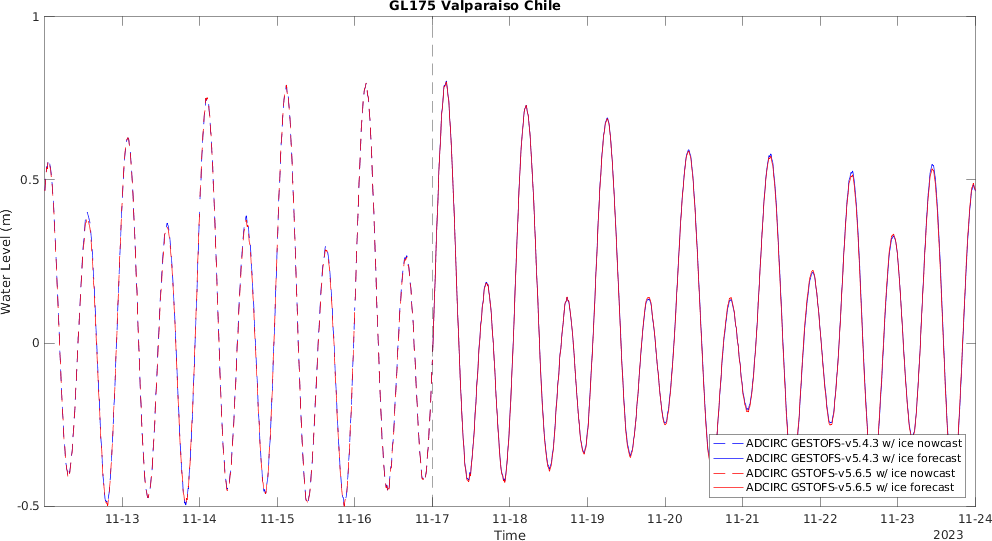 GL175 Valparaiso Chile
1
0.5
0
-0.5
Water Level (m)
11-13 11-14 11-15 11-16 11-17 11-18 11-19 11-20 11-21 11-22 11-23 11-24
Time
2023
ADCIRC GESTOFS-v5.4.3 w/ ice nowcast
ADCIRC GESTOFS-v5.4.3 w/ ice forecast
ADCIRC GSTOFS-v5.6.5 w/ ice nowcast
ADCIRC GSTOFS-v5.6.5 w/ ice forecast